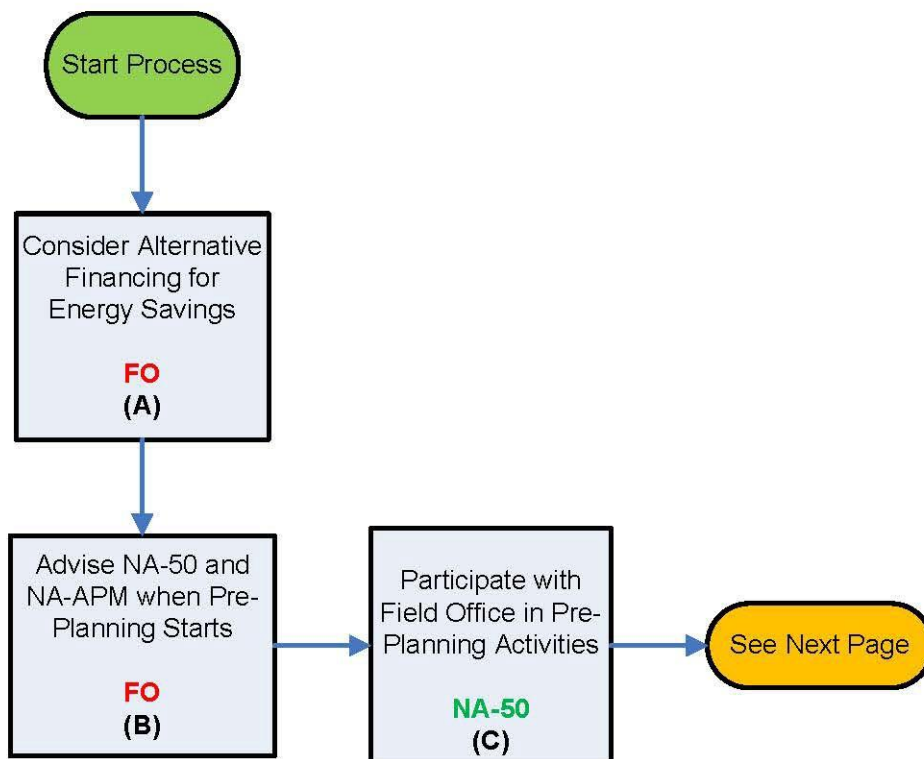 Start Process
Consider Alternative
Financing for
Energy Savings
FO
(A)
Advise NA-50 and
NA-APM when Pre-
Planning Starts
FO
(B)
Participate with
Field Office in Pre-
Planning Activities
NA-50
(C)
See Next Page